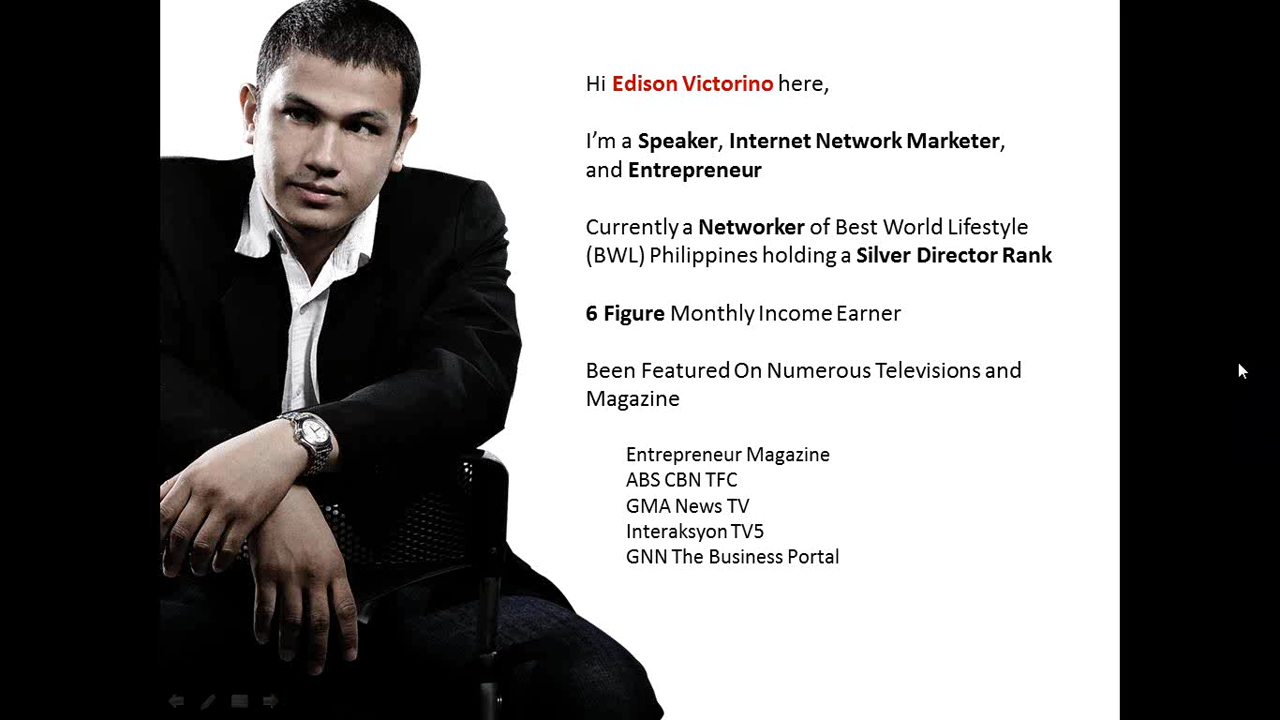 Hi Edison Victorino here,
I’m a Speaker, Internet Network Marketer,
and Entrepreneur
Currently a Networker of Best World Lifestyle
(BWL) Philippines holding a Silver Director Rank
6 Figure Monthly Income Earner
Been Featured On Numerous Televisions and
Magazine
Entrepreneur Magazine
ABS CBN TFC
GMA News TV
Interaksyon TV5
GNN The Business Portal